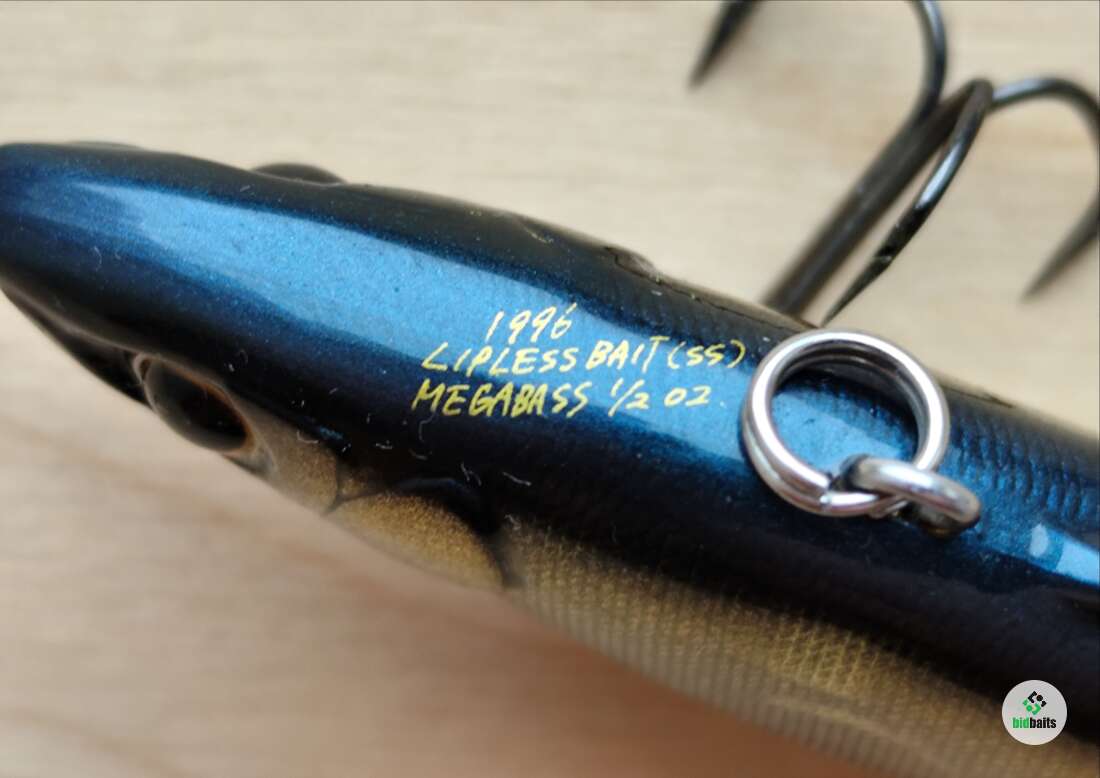 1996
LIPLESS BAIT (SS)
MEGABASS 1/2 OZ.
bidbaits